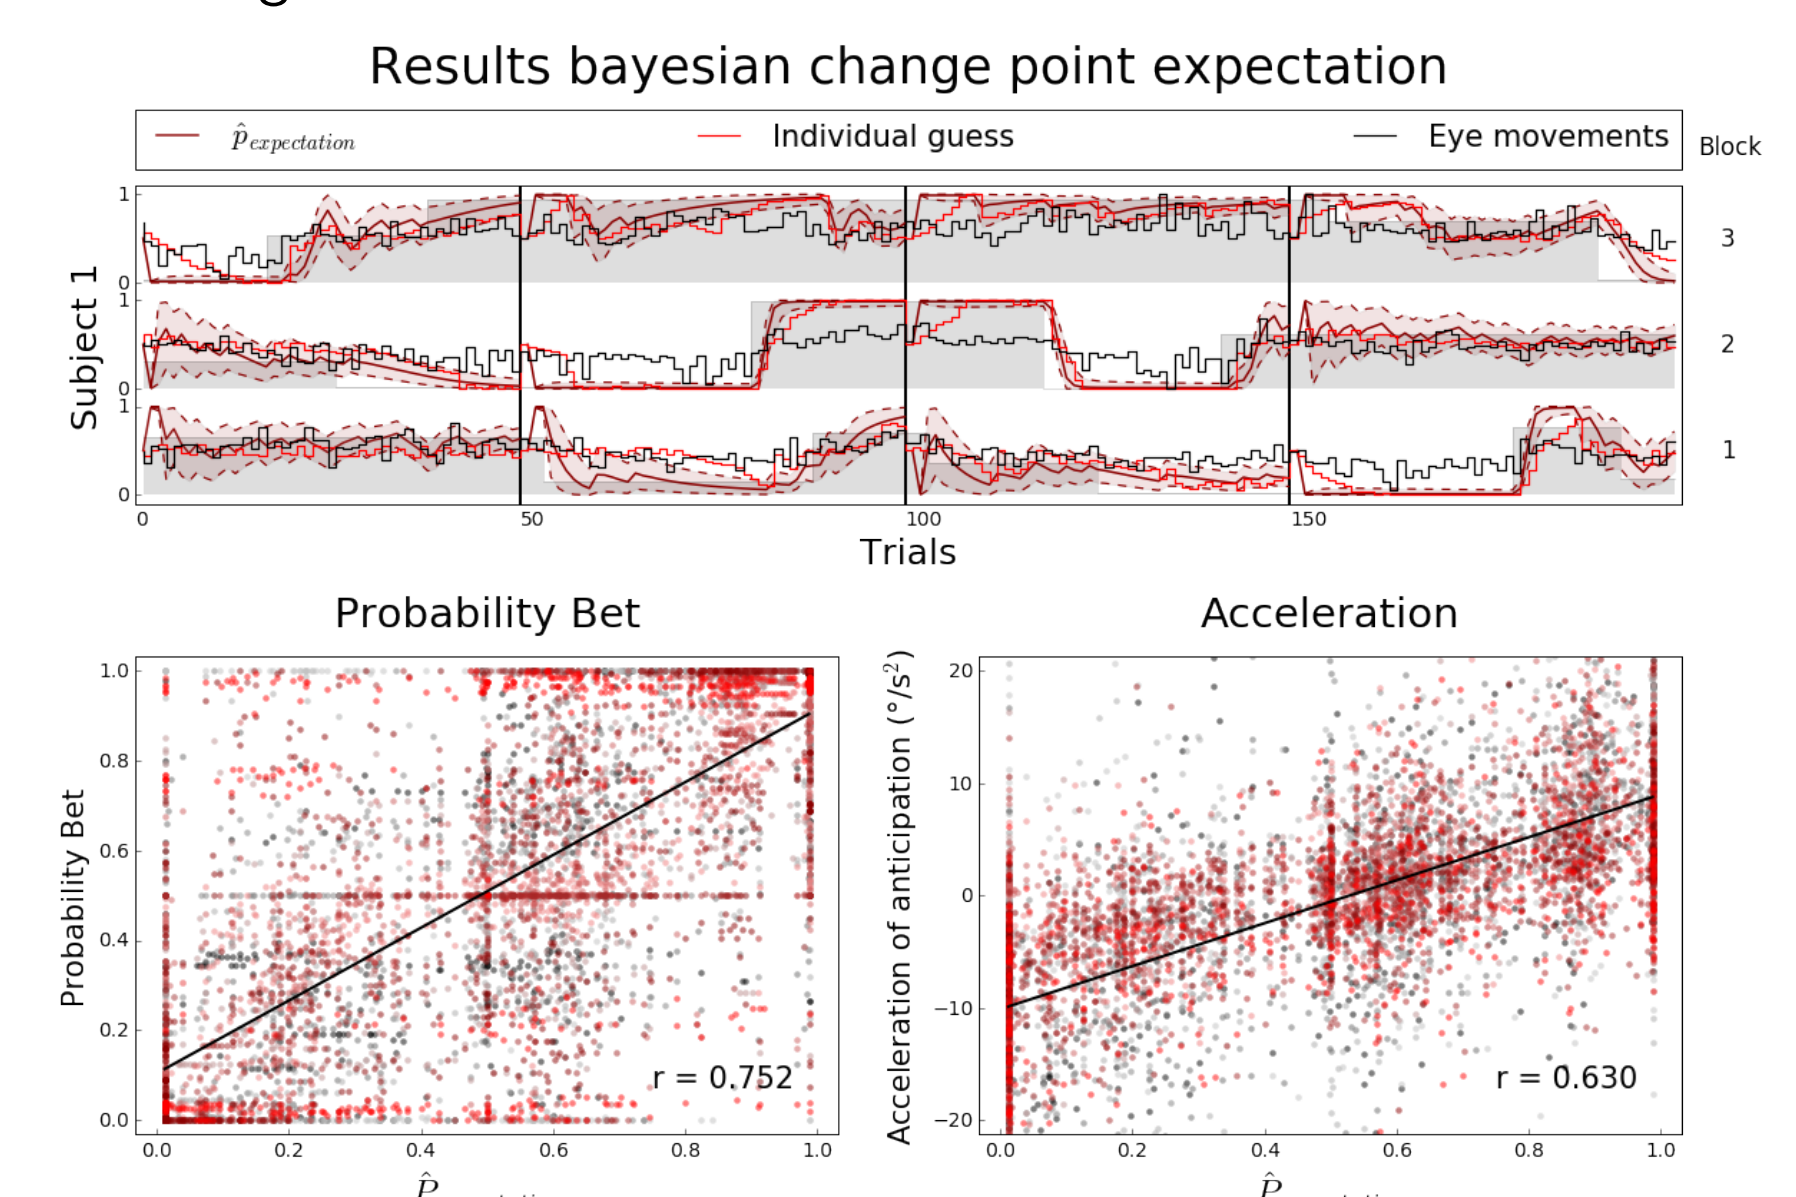 Results bayesian change point expectation
p̂expectation Individual guess Eye movements
Block
1
0
3
1
0
2
1
0
1
Subject 1
0 50 100 150
Trials
Probability Bet
1.0
0.8
0.6
0.4
0.2
0.0
Probability Bet
r = 0.752
0.0 0.2 0.4 0.6 0.8 1.0
P̂
Acceleration
20
10
0
−10
−20
Acceleration of anticipation (°/s²)
r = 0.630
0.0 0.2 0.4 0.6 0.8 1.0
P̂